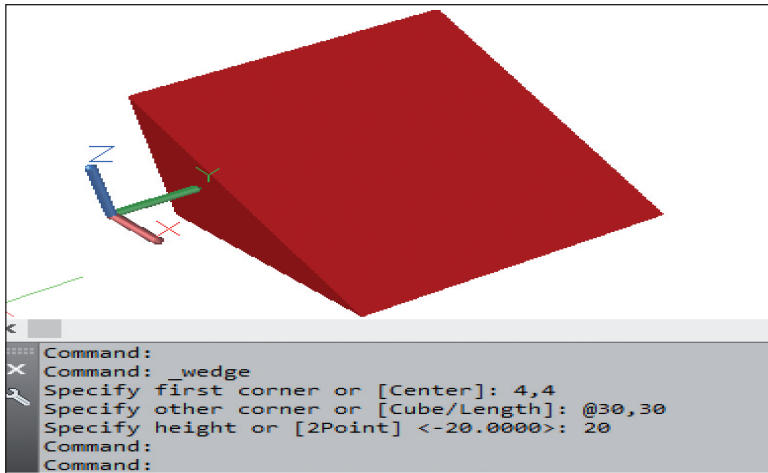 Z
Y
X
Command:
Command: _wedge
Specify first corner or [Center]: 4,4
Specify other corner or [Cube/Length]: @30,30
Specify height or [2Point] <-20.0000>: 20
Command:
Command: